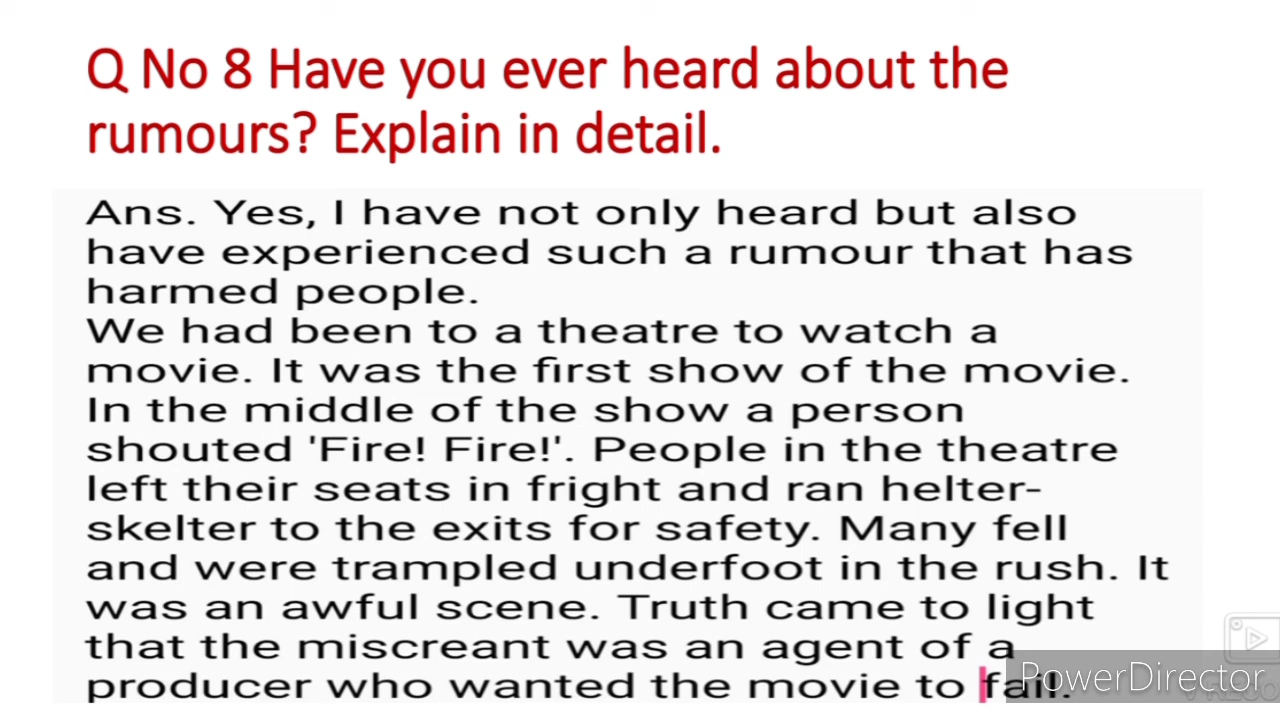 Q No 8 Have you ever heard about the
rumours? Explain in detail.
Ans. Yes, I have not only heard but also
have experienced such a rumour that has
harmed people.
We had been to a theatre to watch a
movie. It was the first show of the movie.
In the middle of the show a person
shouted 'Fire! Fire!'. People in the theatre
left their seats in fright and ran helter-
skelter to the exits for safety. Many fell
and were trampled underfoot in the rush. It
was an awful scene. Truth came to light
that the miscreant was an agent of a
producer who wanted the movie to fail.
PowerDirector